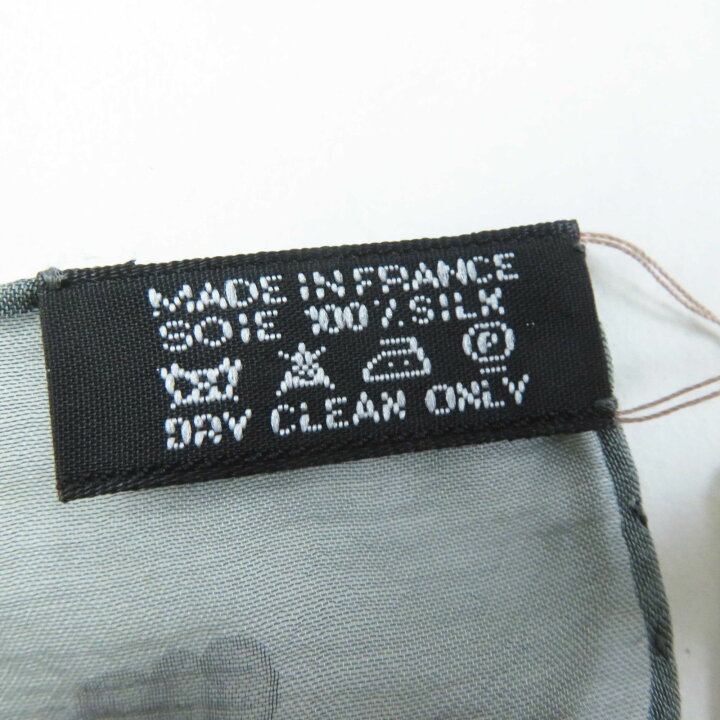 MADE IN FRANCE
SOIE 100% SILK
P
DRY CLEAN ONLY